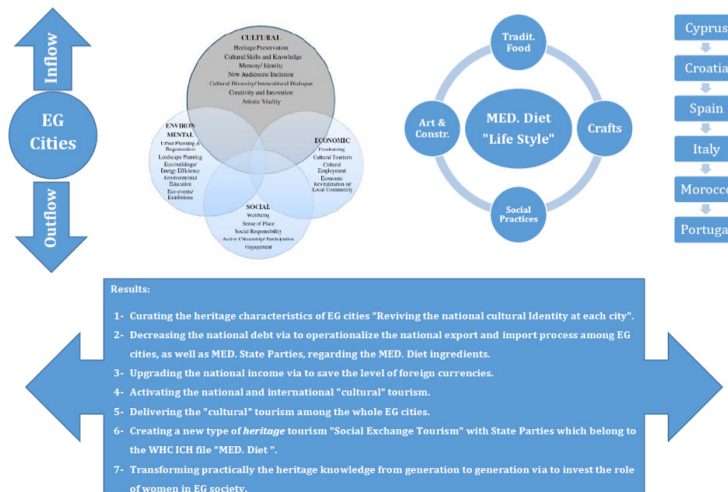 Inflow
EG
Cities
Outflow
CULTURAL
Heritage Preservation
Cultural Skills and Knowledge
Memory/ Identity
New Audiences/ Inclusion
Cultural Diversity/Intercultural Dialogue
Creativity and Innovation
Artistic Vitality
ENVIRON
MENTAL
Urban Planning &
Regeneration
Landscape Planning
Eco-buildings/
Energy Efficiency
Environmental
Education
Eco-events/
Exhibitions
ECONOMIC
Fundraising
Cultural Tourism
Cultural
Employment
Economic
Revitalization of
Local Community
SOCIAL
Wellbeing
Sense of Place
Social Responsibility
Active Citizenship/ Participation
Engagement
Tradit.
Food
Art &
Constr.
MED. Diet
"Life Style"
Crafts
Social
Practices
Cyprus
Croatia
Spain
Italy
Morocco
Portugal
Results:
1- Curating the heritage characteristics of EG cities "Reviving the national cultural Identity at each city".
2- Decreasing the national debt via to operationalize the national export and import process among EG
cities, as well as MED. State Parties, regarding the MED. Diet ingredients.
3- Upgrading the national income via to save the level of foreign currencies.
4- Activating the national and international "cultural" tourism.
5- Delivering the "cultural" tourism among the whole EG cities.
6- Creating a new type of heritage tourism "Social Exchange Tourism" with State Parties which belong to
the WHC ICH file "MED. Diet ".
7- Transforming practically the heritage knowledge from generation to generation via to invest the role
of women in EG society.